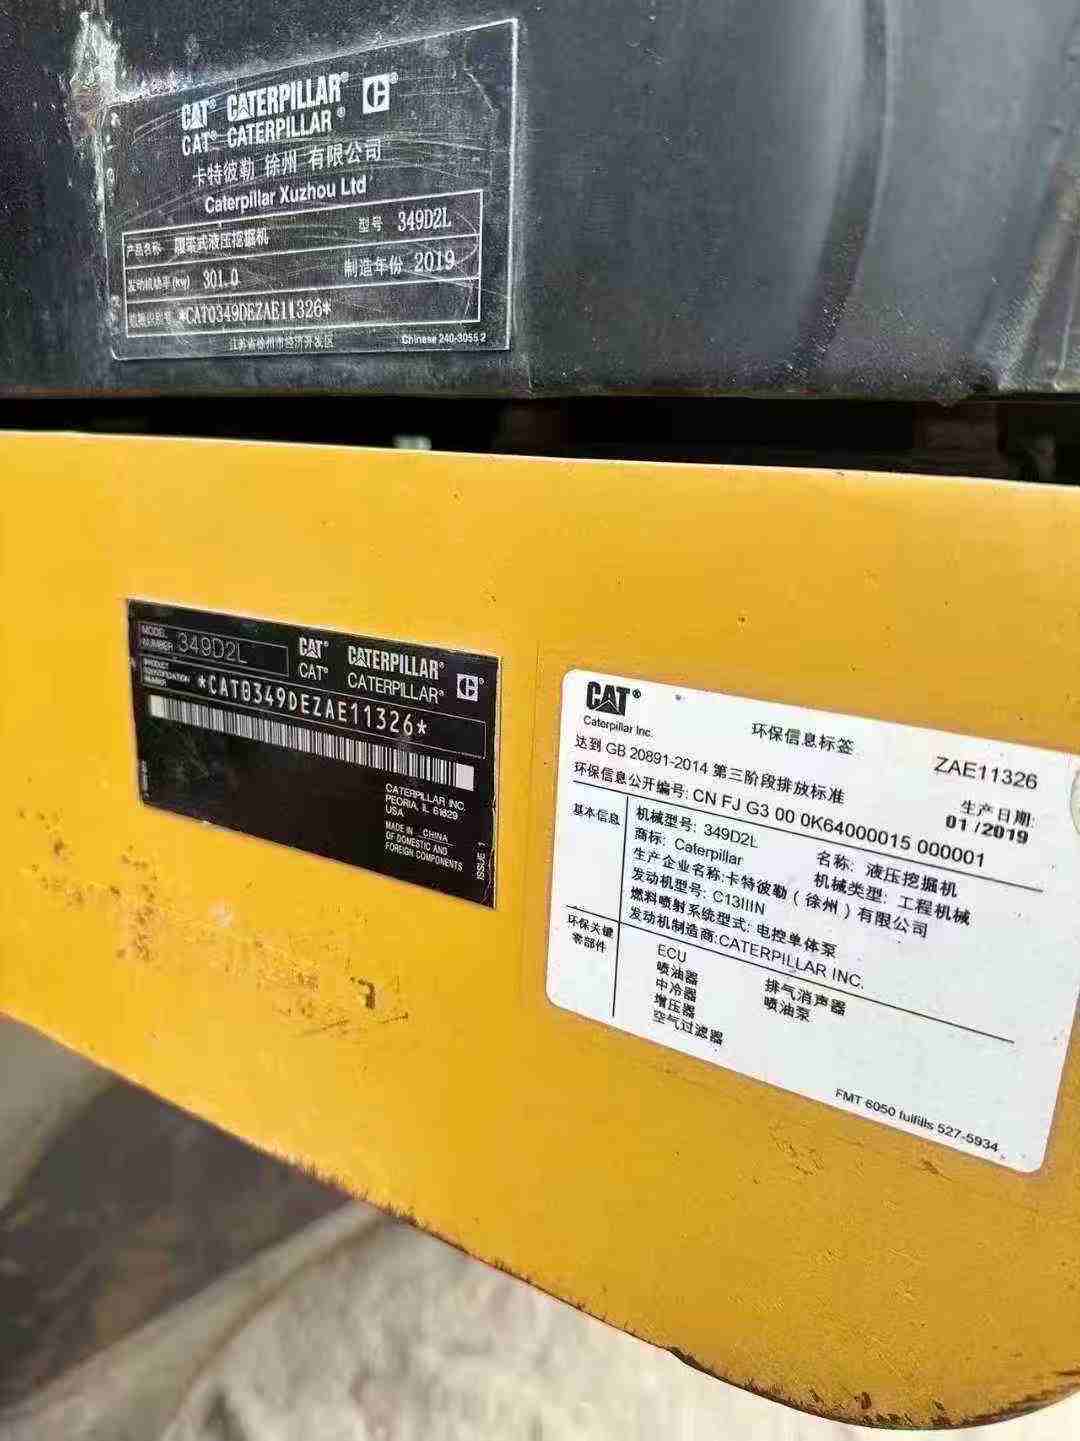 CAT® CATERPILLAR® C®
CAT® CATERPILLAR®
卡特彼勒 徐州 有限公司
Caterpillar Xuzhou Ltd
产品名称 履带式液压挖掘机 型号 349D2L
发动机功率(kw) 301.0 制造年份 2019
*CAT0349DEZAE11326*
江苏省徐州市经济开发区 Chinese 240-3055 2
MODEL NUMBER 349D2L
CAT® CATERPILLAR® C®
CAT® CATERPILLAR®
PRODUCT IDENTIFICATION NUMBER *CAT0349DEZAE11326*
CATERPILLAR INC.
PEORIA, IL 61629
USA
MADE IN CHINA
OF DOMESTIC AND
FOREIGN COMPONENTS
ISSUE 1
CAT®
Caterpillar Inc.
环保信息标签
ZAE11326
达到 GB 20891-2014 第三阶段排放标准
生产日期:
01/2019
环保信息公开编号: CN FJ G3 00 0K64000015 000001
基本信息
机械型号: 349D2L
名称: 液压挖掘机
商标: Caterpillar
机械类型: 工程机械
生产企业名称:卡特彼勒（徐州）有限公司
发动机型号: C13IIIN
燃料喷射系统型式: 电控单体泵
发动机制造商:CATERPILLAR INC.
环保关键
零部件
ECU
喷油器 排气消声器
中冷器 喷油泵
增压器
空气过滤器
FMT 6050 fulfills 527-5934